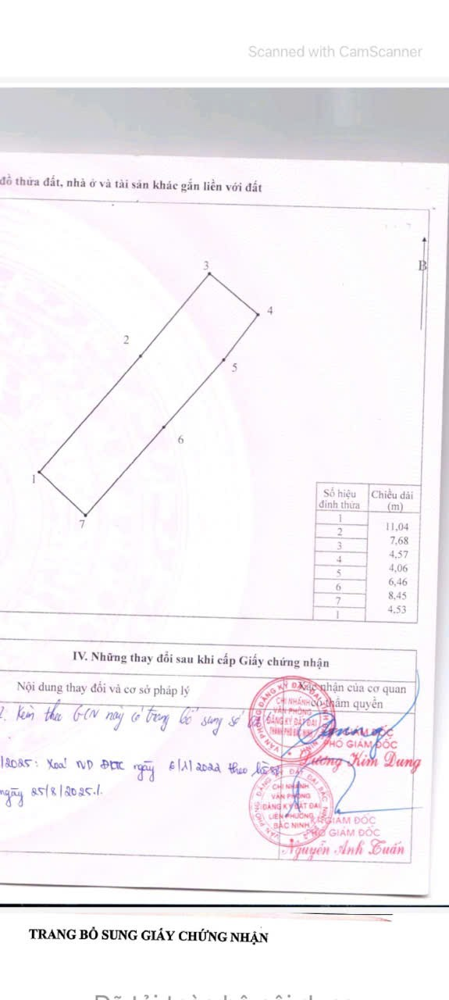 Scanned with CamScanner
đồ thửa đất, nhà ở và tài sản khác gắn liền với đất
B
3
4
2
5
6
1
7
Số hiệu đỉnh thửa
Chiều dài (m)
1
11,04
2
7,68
3
4,57
4
4,06
5
6,46
6
8,45
7
4,53
1
IV. Những thay đổi sau khi cấp Giấy chứng nhận
Nội dung thay đổi và cơ sở pháp lý
Xác nhận của cơ quan có thẩm quyền
Kèm theo GCN này có trang bổ sung số
PHÓ GIÁM ĐỐC
Dương Kim Dung
/2025: Xoá ND ngày 6/1/2022 theo hồ sơ
ngày 25/8/2025./.
CHI NHÁNH
VĂN PHÒNG
ĐĂNG KÝ ĐẤT ĐAI
BẮC NINH
GIÁM ĐỐC
PHÓ GIÁM ĐỐC
Nguyễn Anh Tuấn
TRANG BỔ SUNG GIẤY CHỨNG NHẬN